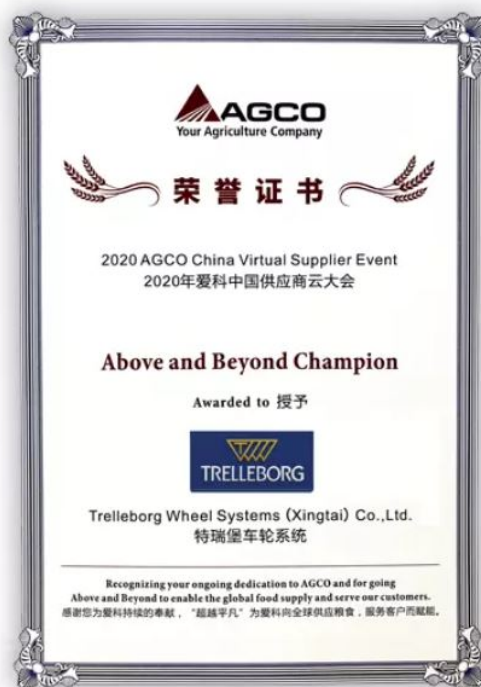 AGCO
Your Agriculture Company
荣誉证书
2020 AGCO China Virtual Supplier Event
2020年爱科中国供应商云大会
Above and Beyond Champion
Awarded to 授予
TRELLEBORG
Trelleborg Wheel Systems (Xingtai) Co.,Ltd.
特瑞堡车轮系统
Recognizing your ongoing dedication to AGCO and for going
Above and Beyond to enable the global food supply and serve our customers.
感谢您为爱科持续的奉献，“超越平凡”为爱科向全球供应粮食，服务客户而赋能。